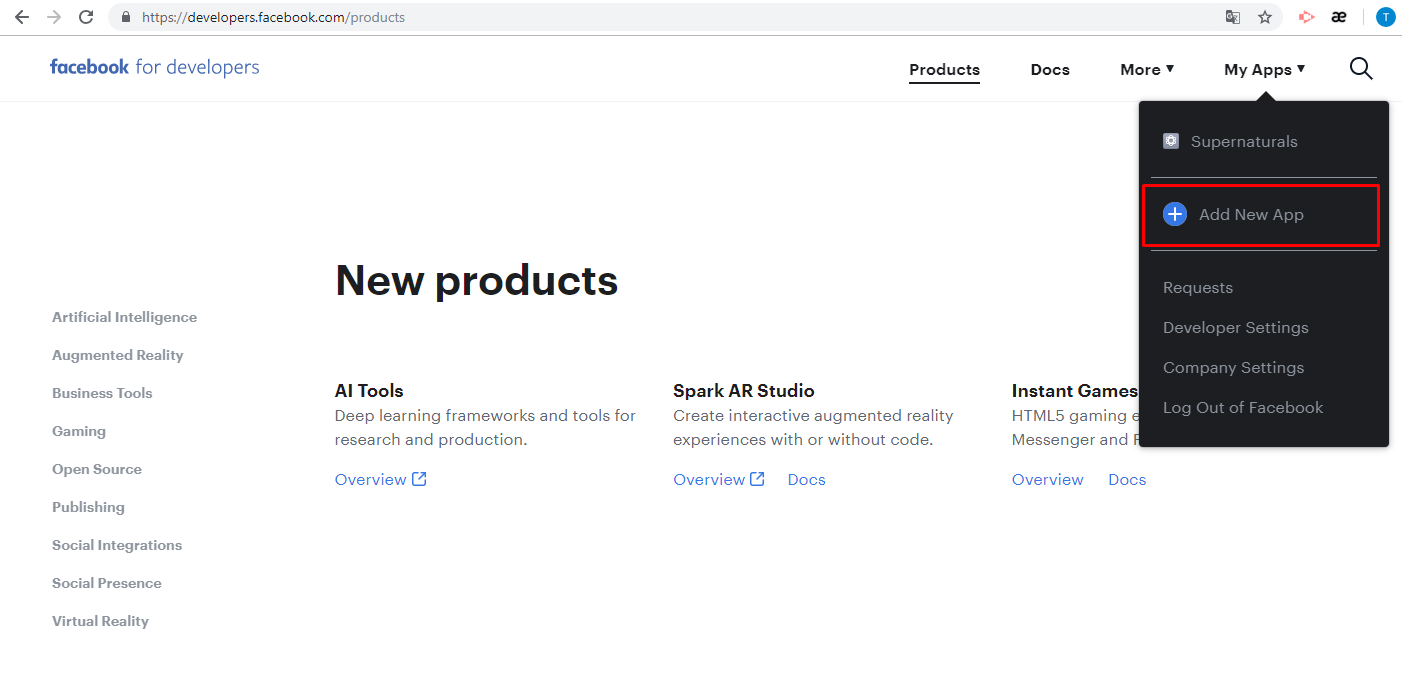 https://developers.facebook.com/products
T
facebook for developers
Products
Docs
More
My Apps
Supernaturals
Add New App
Requests
Developer Settings
Company Settings
Log Out of Facebook
New products
Artificial Intelligence
Augmented Reality
Business Tools
Gaming
Open Source
Publishing
Social Integrations
Social Presence
Virtual Reality
AI Tools
Deep learning frameworks and tools for
research and production.
Overview
Spark AR Studio
Create interactive augmented reality
experiences with or without code.
Overview Docs
Instant Games
HTML5 gaming
Messenger and
Overview Docs